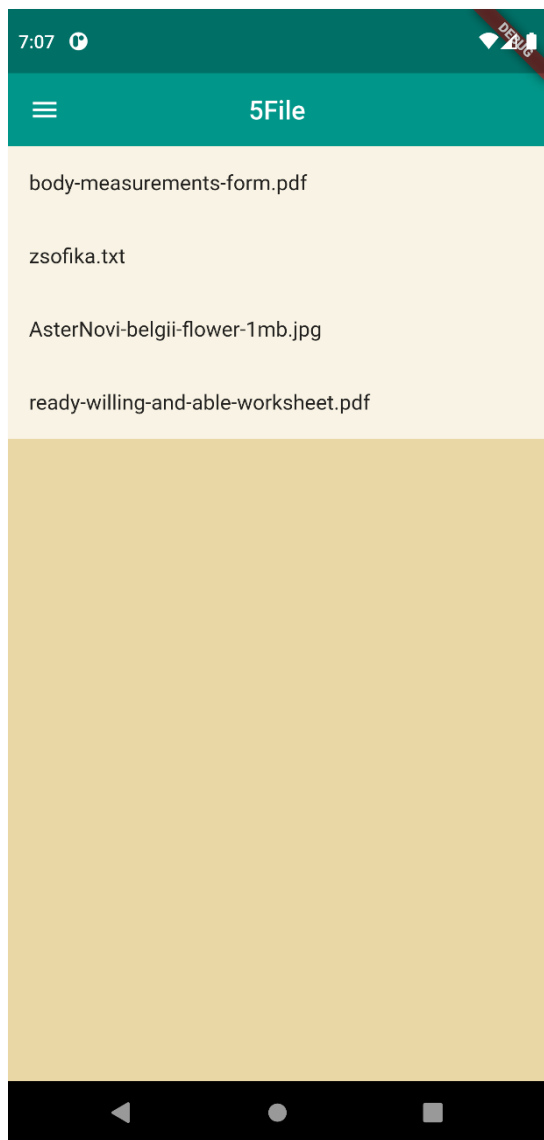 7:07
DEBUG
5File
body-measurements-form.pdf
zsofika.txt
AsterNovi-belgii-flower-1mb.jpg
ready-willing-and-able-worksheet.pdf